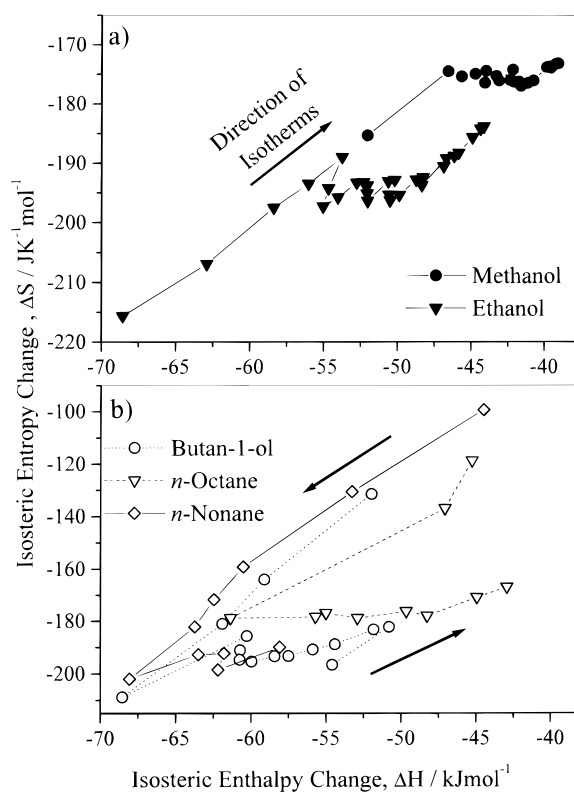 a)
-170
-180
-190
-200
-210
-220
Direction of
Isotherms
Methanol
Ethanol
-70 -65 -60 -55 -50 -45 -40
Isosteric Entropy Change , ΔS / JK⁻¹mol⁻¹
b)
-100
-120
-140
-160
-180
-200
Butan-1-ol
n-Octane
n-Nonane
-70 -65 -60 -55 -50 -45 -40
Isosteric Enthalpy Change, ΔH / kJmol⁻¹